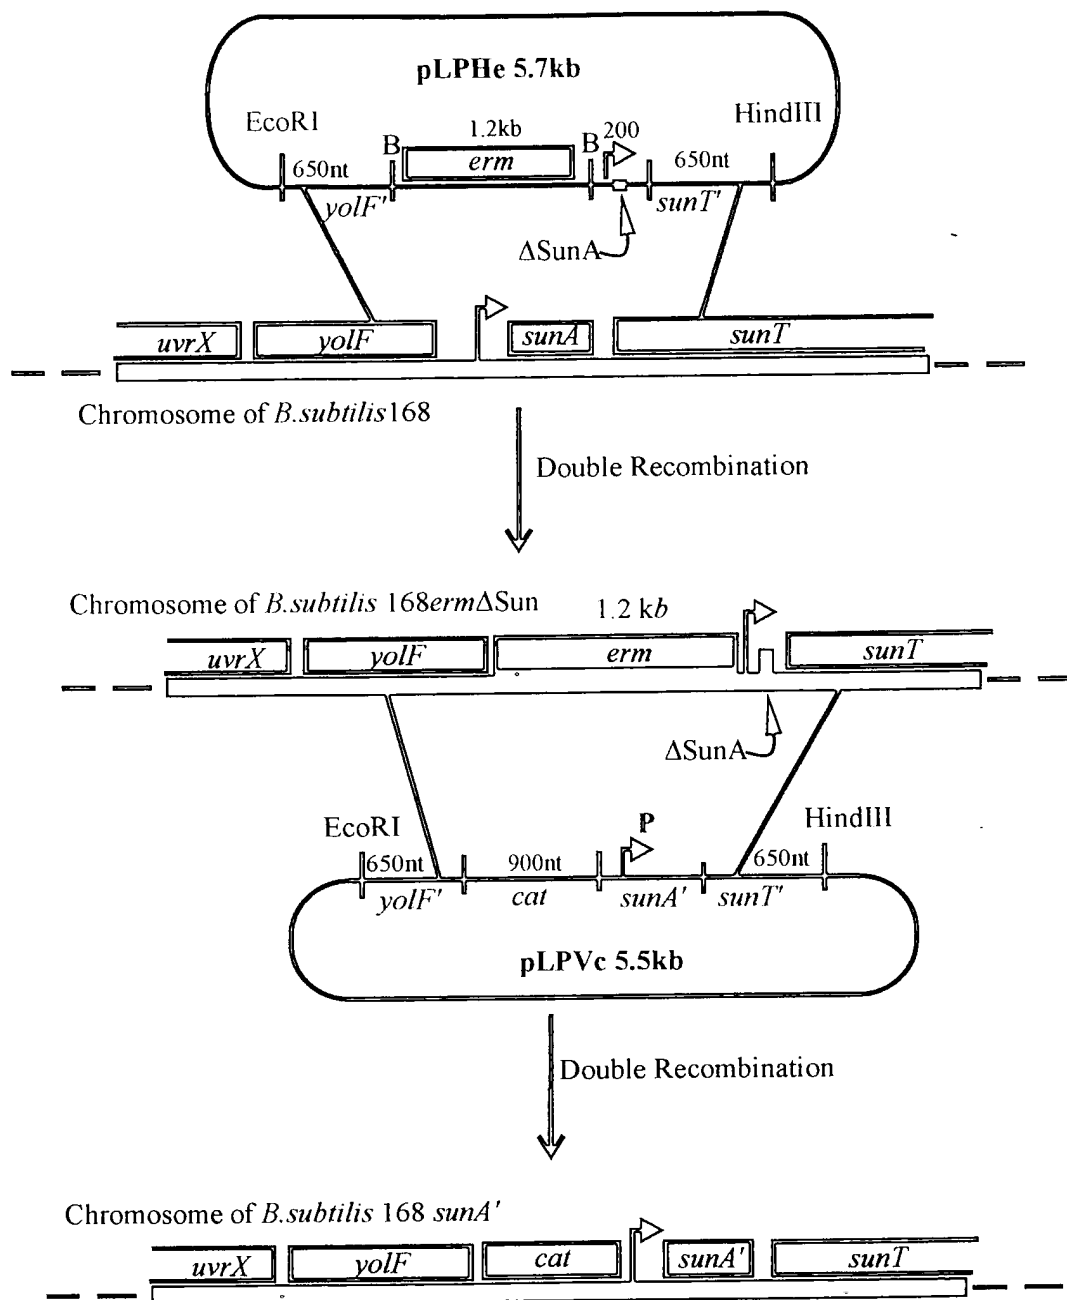 pLPHe 5.7kb
EcoRI
HindIII
1.2kb
B
B
200
erm
650nt
650nt
yolF'
sunT'
ΔSunA
uvrX
yolF
sunA
sunT
Chromosome of B.subtilis168
Double Recombination
Chromosome of B.subtilis 168ermΔSun
1.2 kb
uvrX
yolF
erm
sunT
ΔSunA
EcoRI
P
HindIII
650nt
900nt
650nt
yolF'
cat
sunA'
sunT'
pLPVc 5.5kb
Double Recombination
Chromosome of B.subtilis 168 sunA'
uvrX
yolF
cat
sunA'
sunT